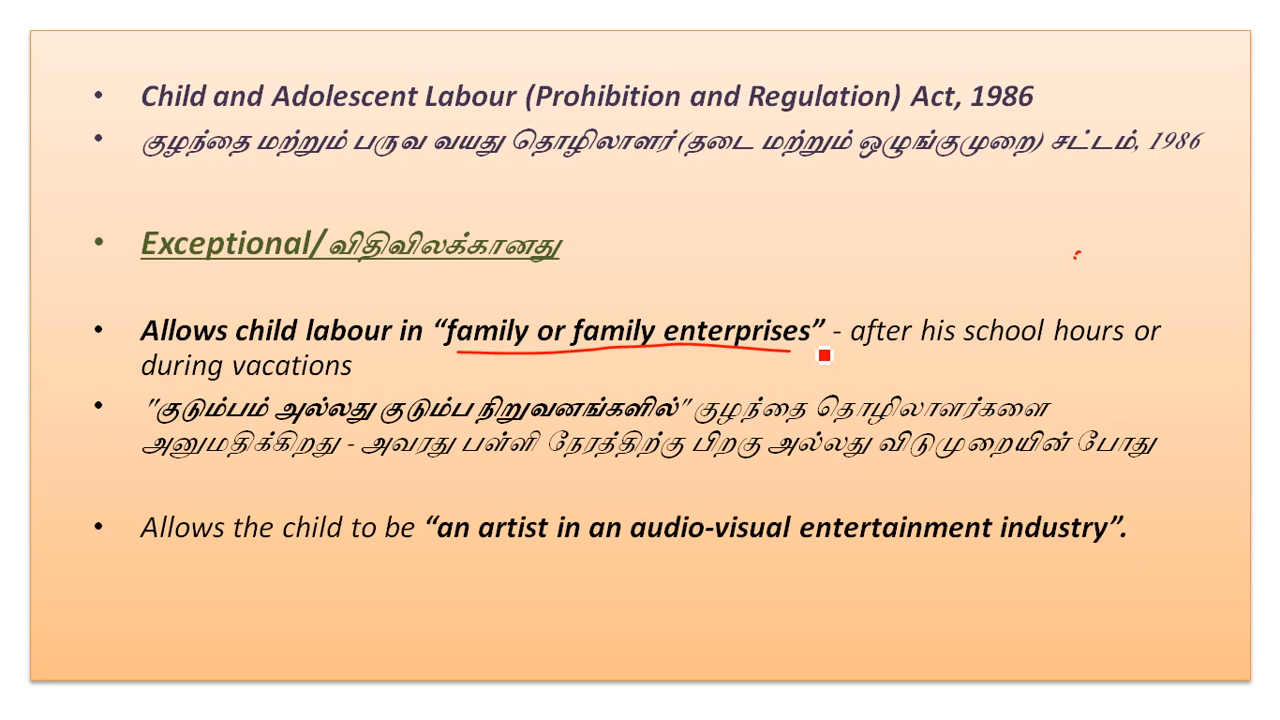 Child and Adolescent Labour (Prohibition and Regulation) Act, 1986
குழந்தை மற்றும் பருவ வயது தொழிலாளர் (தடை மற்றும் ஒழுங்குமுறை) சட்டம், 1986
Exceptional/விதிவிலக்கானது
Allows child labour in “family or family enterprises” - after his school hours or
during vacations
"குடும்பம் அல்லது குடும்ப நிறுவனங்களில்" குழந்தை தொழிலாளர்களை
அனுமதிக்கிறது - அவரது பள்ளி நேரத்திற்கு பிறகு அல்லது விடுமுறையின் போது
Allows the child to be “an artist in an audio-visual entertainment industry”.